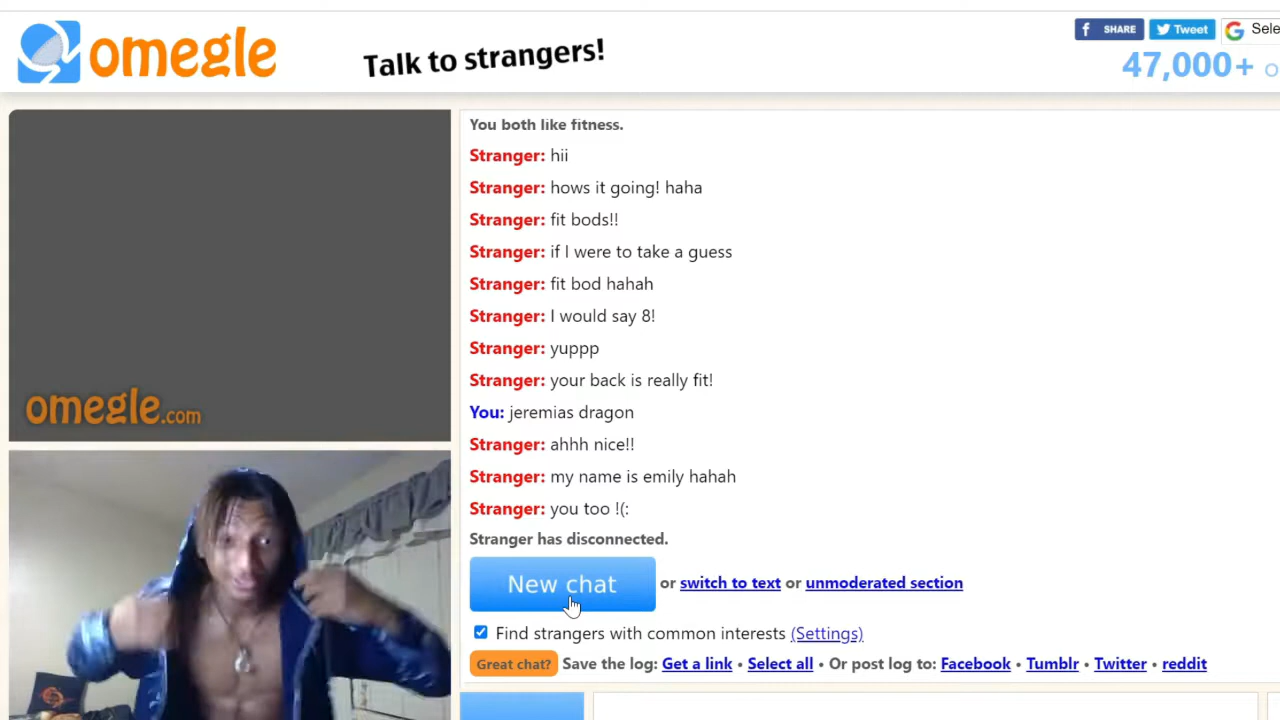 omegle
Talk to strangers!
SHARE
Tweet
Sele
47,000+ o
You both like fitness.
Stranger: hii
Stranger: hows it going! haha
Stranger: fit bods!!
Stranger: if I were to take a guess
Stranger: fit bod hahah
Stranger: I would say 8!
Stranger: yuppp
Stranger: your back is really fit!
You: jeremias dragon
Stranger: ahhh nice!!
Stranger: my name is emily hahah
Stranger: you too !(:
Stranger has disconnected.
omegle.com
New chat or switch to text or unmoderated section
Find strangers with common interests (Settings)
Great chat? Save the log: Get a link • Select all • Or post log to: Facebook • Tumblr • Twitter • reddit